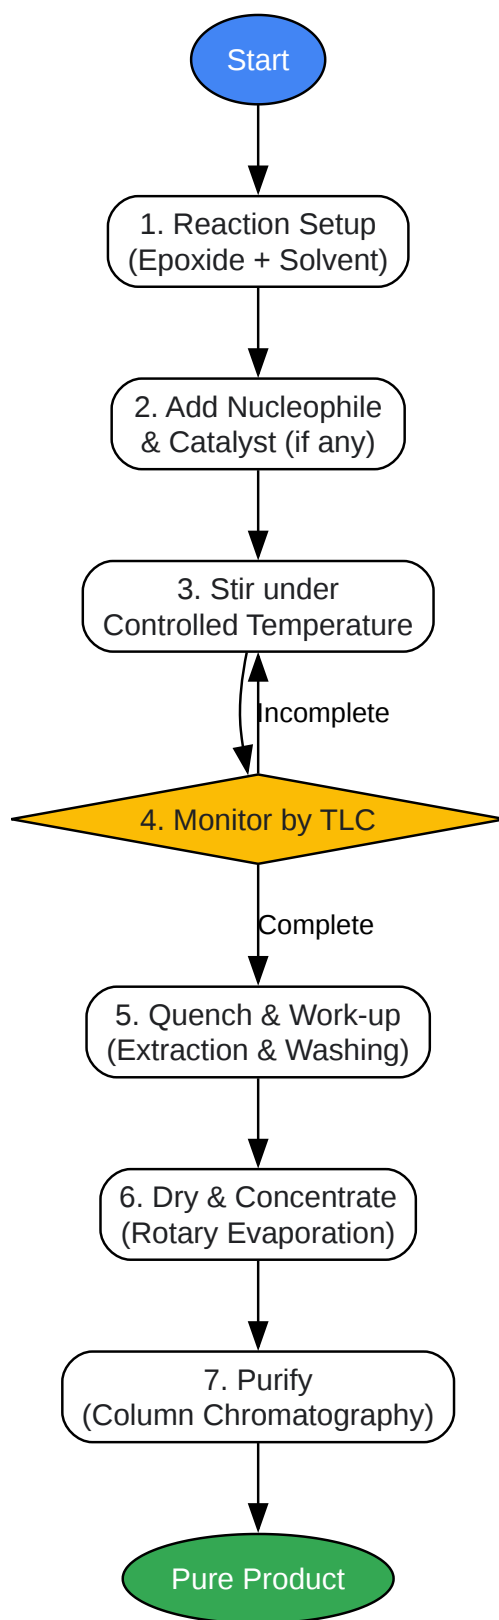 Start
1. Reaction Setup
(Epoxide + Solvent)
2. Add Nucleophile
& Catalyst (if any)
3. Stir under
Controlled Temperature
Incomplete
4. Monitor by TLC
Complete
5. Quench & Work-up
(Extraction & Washing)
6. Dry & Concentrate
(Rotary Evaporation)
7. Purify
(Column Chromatography)
Pure Product